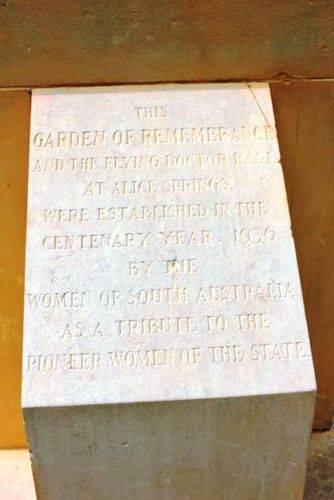 THIS
GARDEN OF REMEMBRANCE
AND THE FLYING DOCTOR BASE
AT ALICE SPRINGS,
WERE ESTABLISHED IN THE
CENTENARY YEAR, 1936.
BY THE
WOMEN OF SOUTH AUSTRALIA,
AS A TRIBUTE TO THE
PIONEER WOMEN OF THE STATE.